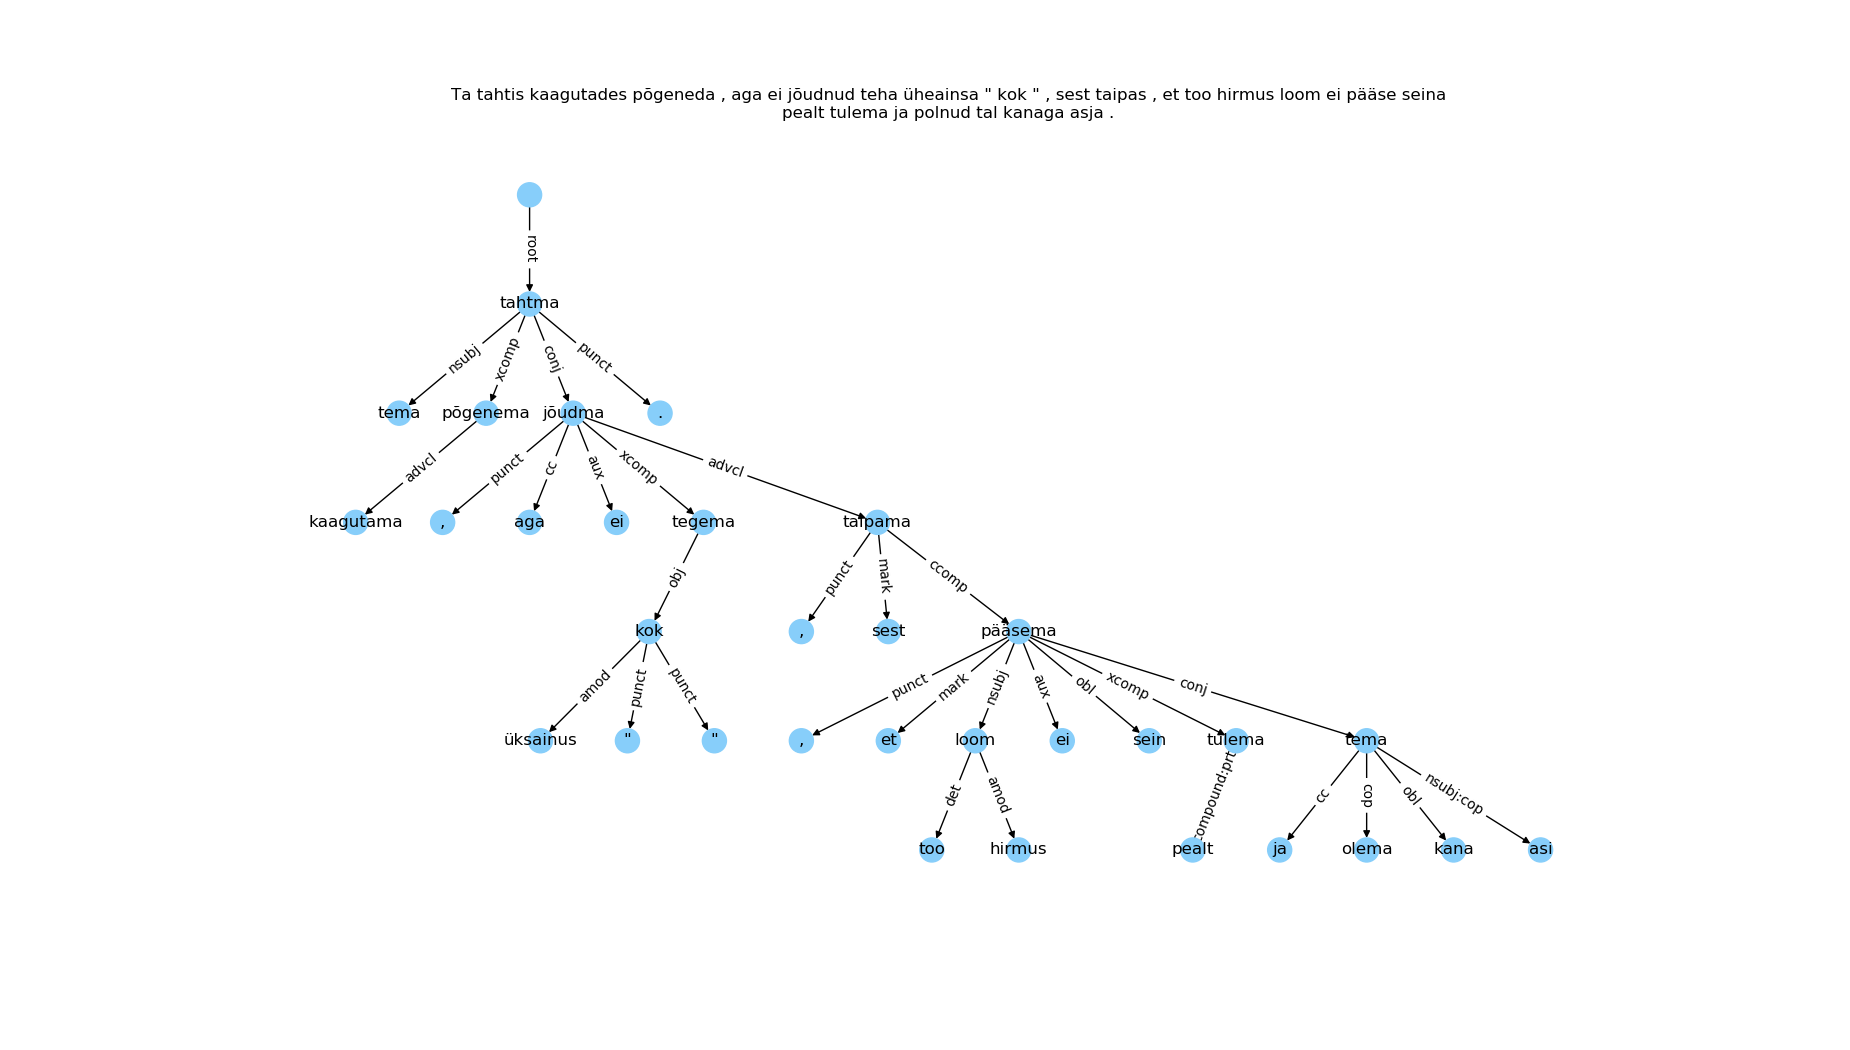 Ta tahtis kaagutades põgeneda , aga ei jõudnud teha üheainsa " kok " , sest taipas , et too hirmus loom ei pääse seina
pealt tulema ja polnud tal kanaga asja .
root
tahtma
nsubj xcomp conj punct
tema põgenema jõudma .
advcl punct cc aux xcomp advcl
kaagutama , aga ei tegema taipama
obj punct mark ccomp
kok , sest pääsema
amod punct punct punct mark nsubj aux obl xcomp conj
üksainus " " , et loom ei sein tulema tema
det amod compound:prt cc cop obl nsubj:cop
too hirmus pealt ja olema kana asi